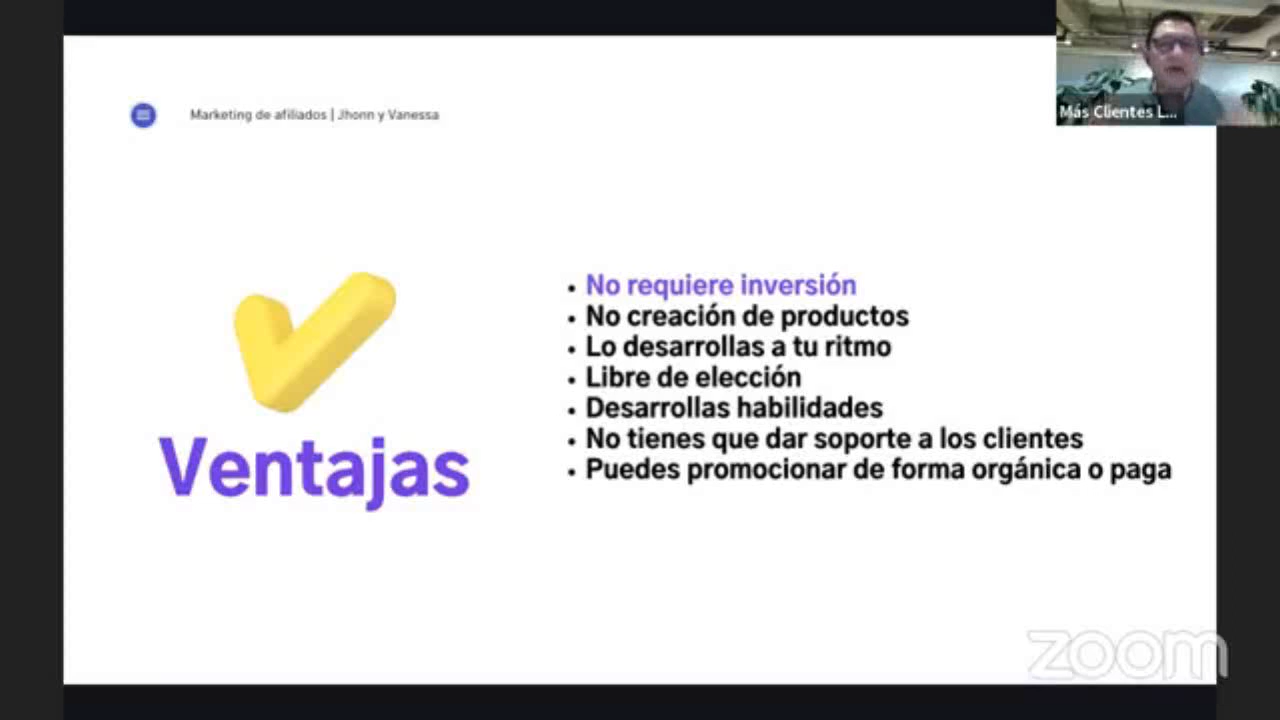 Marketing de afiliados | Jhonn y Vanessa
Más Clientes L...
Ventajas
• No requiere inversión
• No creación de productos
• Lo desarrollas a tu ritmo
• Libre de elección
• Desarrollas habilidades
• No tienes que dar soporte a los clientes
• Puedes promocionar de forma orgánica o paga
zoom